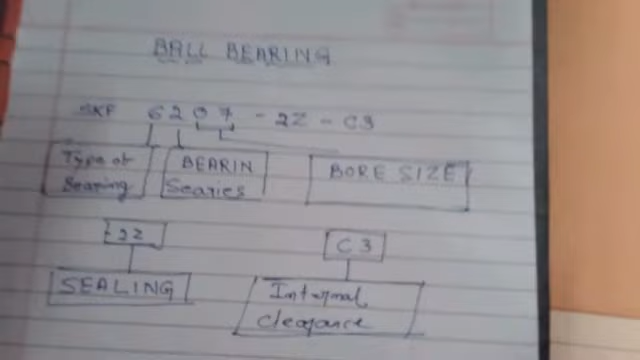 BALL BEARING
SKF 6207 - 2Z - C3
Type of Bearing
BEARIN Searies
BORE SIZE
-2Z
C3
SEALING
Internal Clearance